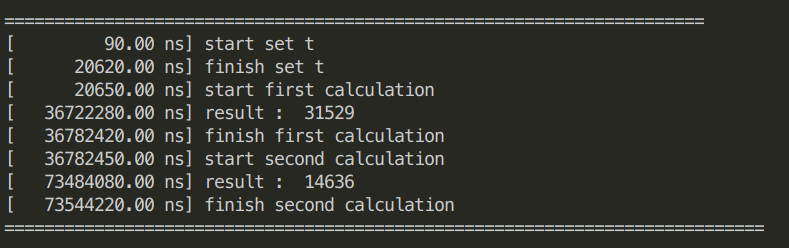 ======================================================================
[         90.00 ns] start set t
[      20620.00 ns] finish set t
[      20650.00 ns] start first calculation
[   36722280.00 ns] result :  31529
[   36782420.00 ns] finish first calculation
[   36782450.00 ns] start second calculation
[   73484080.00 ns] result :  14636
[   73544220.00 ns] finish second calculation
============================================================================